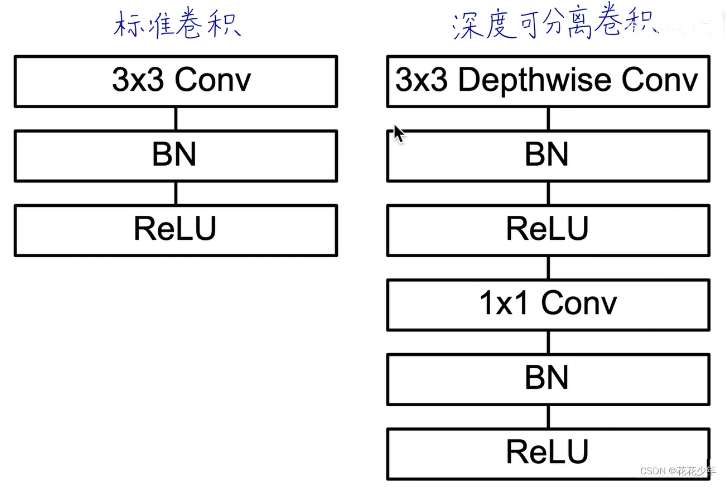 标准卷积
3x3 Conv
BN
ReLU
深度可分离卷积
3x3 Depthwise Conv
BN
ReLU
1x1 Conv
BN
ReLU
CSDN @花花少年